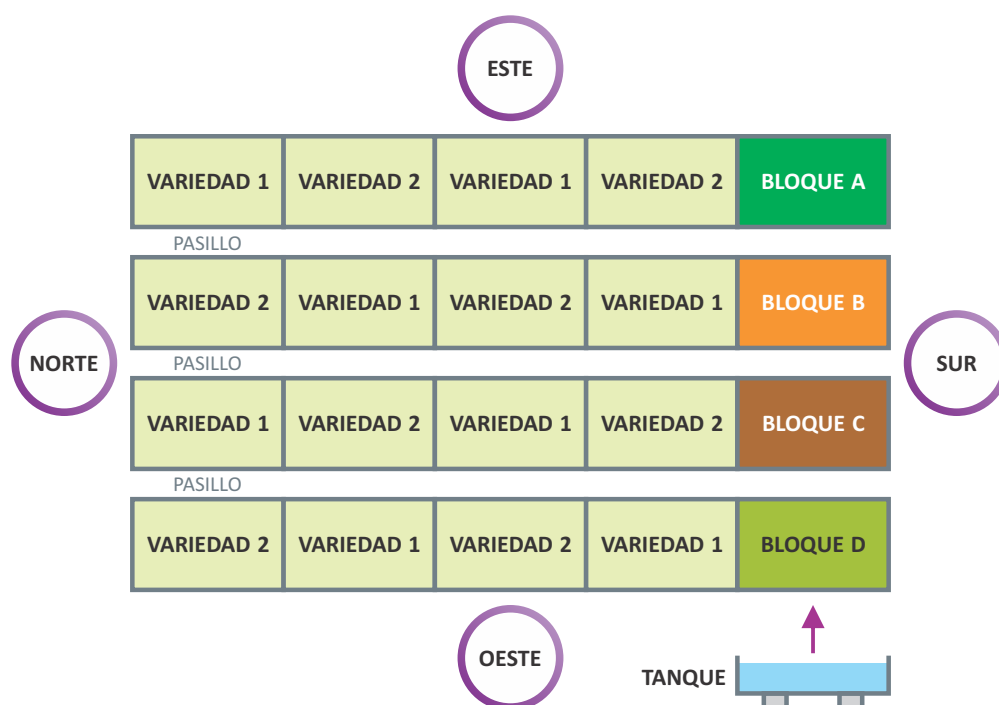 ESTE
VARIEDAD 1 VARIEDAD 2 VARIEDAD 1 VARIEDAD 2 BLOQUE A
PASILLO
VARIEDAD 2 VARIEDAD 1 VARIEDAD 2 VARIEDAD 1 BLOQUE B
NORTE PASILLO SUR
VARIEDAD 1 VARIEDAD 2 VARIEDAD 1 VARIEDAD 2 BLOQUE C
PASILLO
VARIEDAD 2 VARIEDAD 1 VARIEDAD 2 VARIEDAD 1 BLOQUE D
OESTE
TANQUE